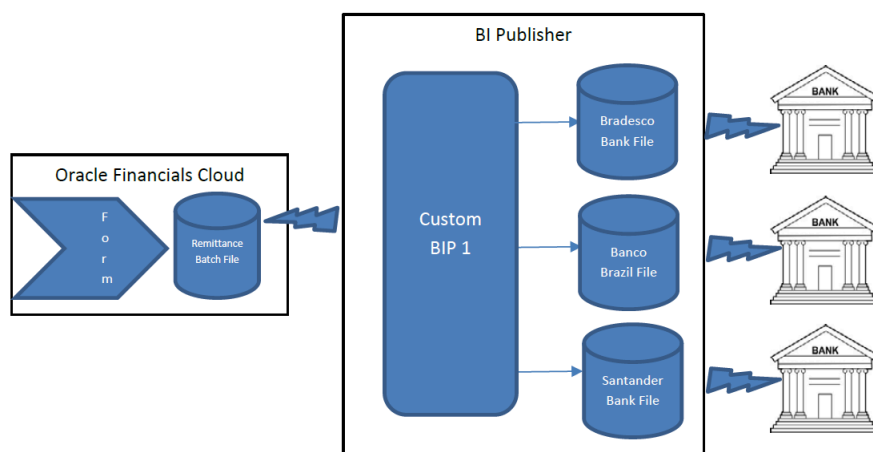 BI Publisher
Oracle Financials Cloud
F
o
r
m
Remittance
Batch File
Custom
BIP 1
Bradesco
Bank File
Banco
Brazil File
Santander
Bank File
BANK
BANK
BANK